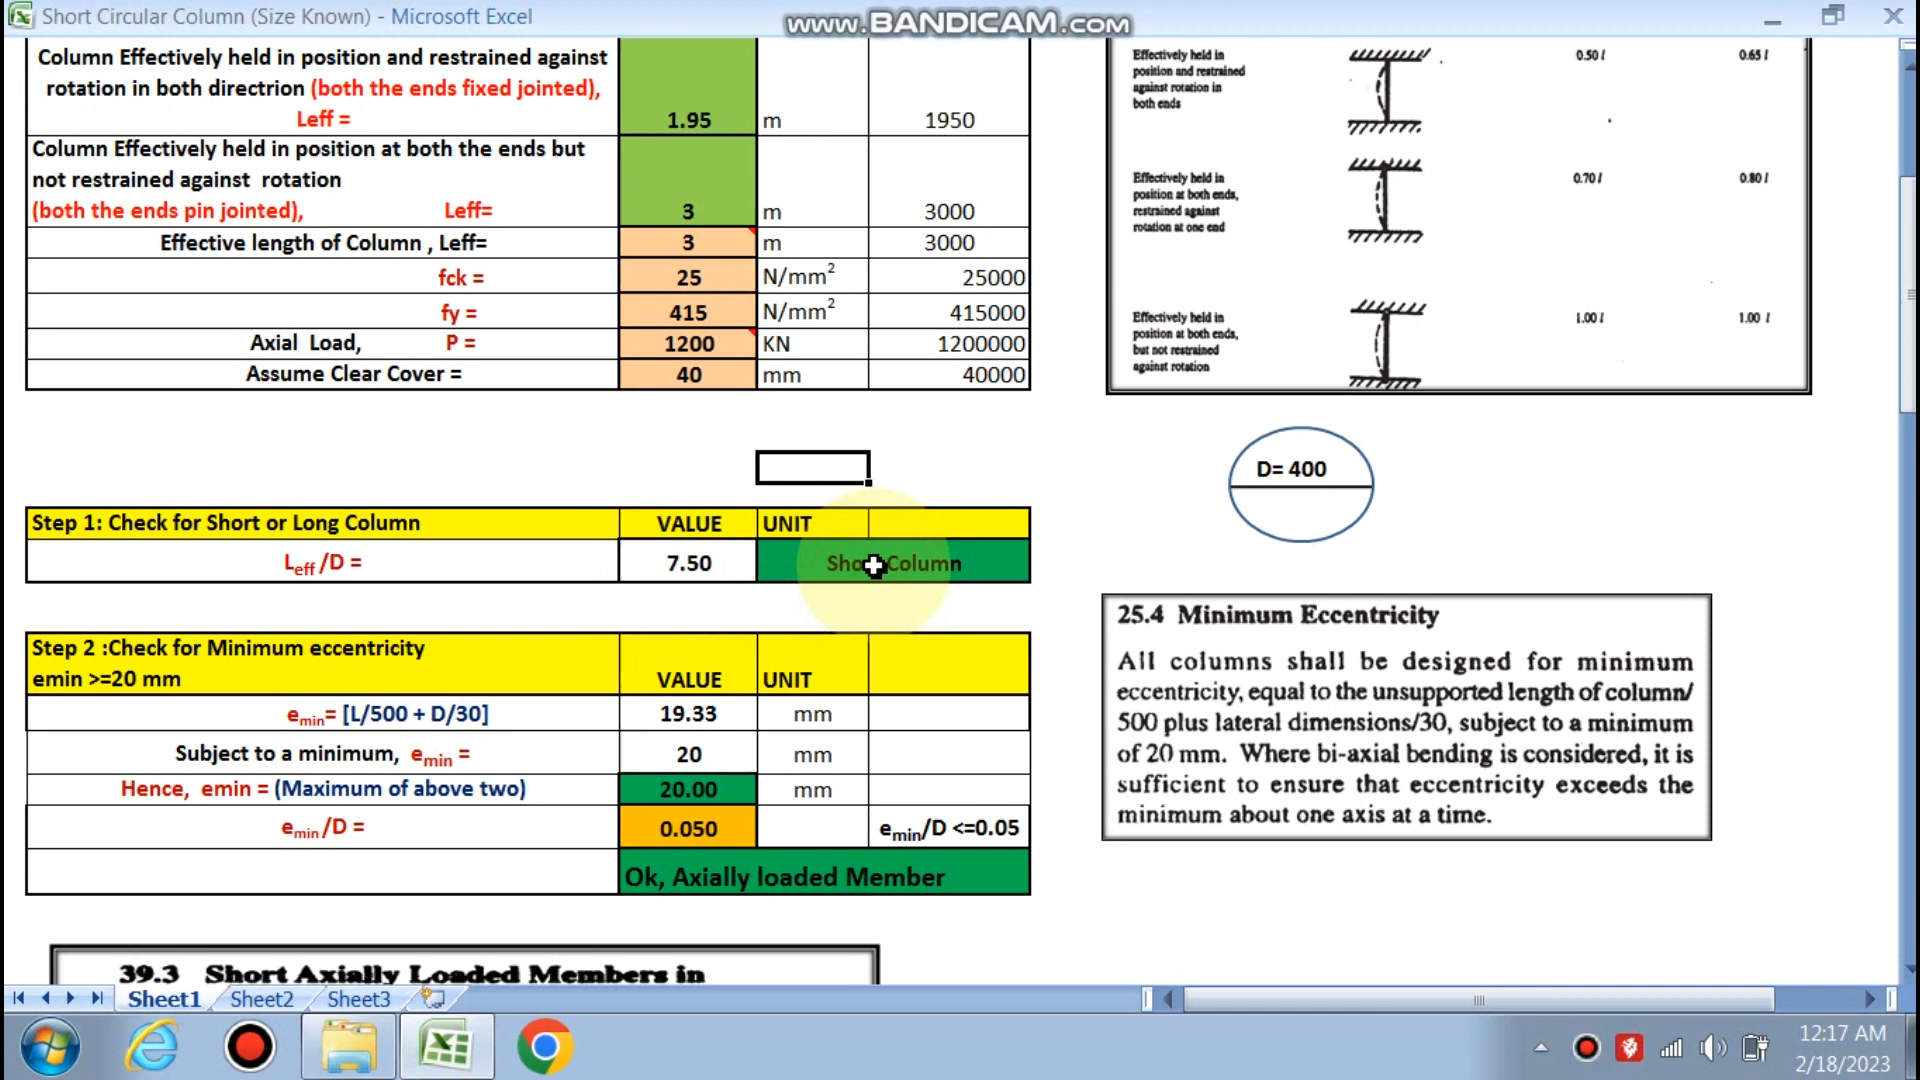 Short Circular Column (Size Known) - Microsoft Excel
www.BANDICAM.com
Column Effectively held in position and restrained against
rotation in both directrion (both the ends fixed jointed),
Leff = 1.95 m 1950
Column Effectively held in position at both the ends but
not restrained against rotation
(both the ends pin jointed), Leff= 3 m 3000
Effective length of Column , Leff= 3 m 3000
fck = 25 N/mm² 25000
fy = 415 N/mm² 415000
Axial Load, P = 1200 KN 1200000
Assume Clear Cover = 40 mm 40000
Effectively held in
position and restrained
against rotation in
both ends
0.50 l 0.65 l
Effectively held in
position at both ends,
restrained against
rotation at one end
0.70 l 0.80 l
Effectively held in
position at both ends,
but not restrained
against rotation
1.00 l 1.00 l
D= 400
Step 1: Check for Short or Long Column VALUE UNIT
Leff /D = 7.50 Short Column
Step 2 :Check for Minimum eccentricity
emin >=20 mm VALUE UNIT
emin= [L/500 + D/30] 19.33 mm
Subject to a minimum, emin = 20 mm
Hence, emin = (Maximum of above two) 20.00 mm
emin /D = 0.050 emin/D <=0.05
Ok, Axially loaded Member
25.4 Minimum Eccentricity
All columns shall be designed for minimum
eccentricity, equal to the unsupported length of column/
500 plus lateral dimensions/30, subject to a minimum
of 20 mm. Where bi-axial bending is considered, it is
sufficient to ensure that eccentricity exceeds the
minimum about one axis at a time.
39.3 Short Axially Loaded Members in
Sheet1 Sheet2 Sheet3
12:17 AM
2/18/2023